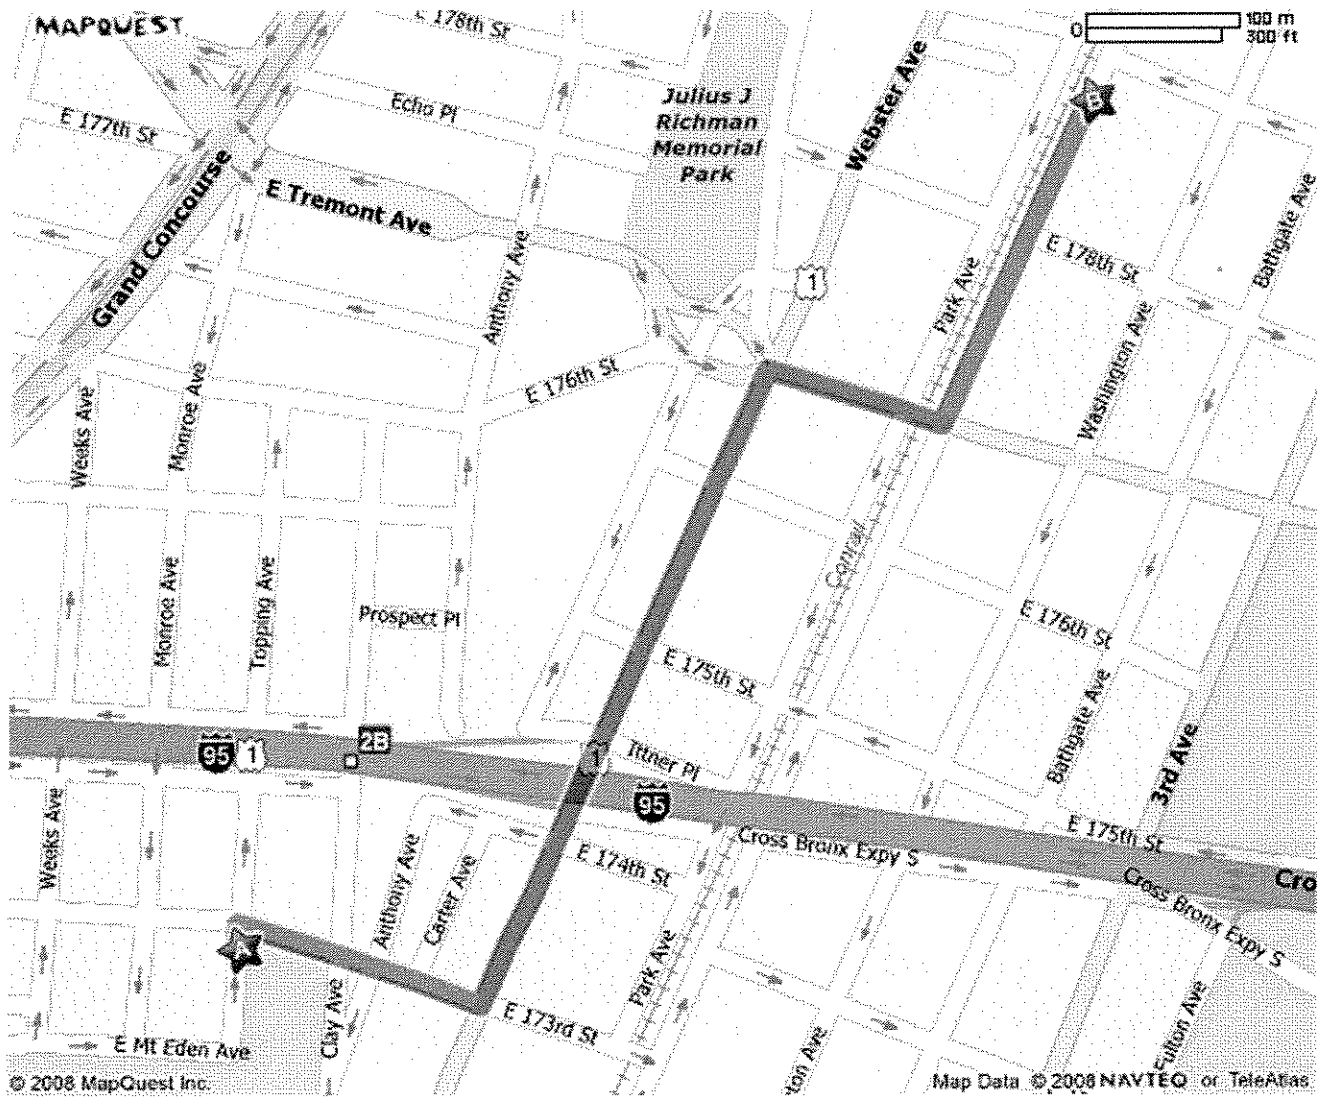 MAPQUEST
E 178th St
0
100 m
300 ft
E 177th St
Echo Pl
Julius J
Richman
Memorial
Park
Webster Ave
B
Grand Concourse
E Tremont Ave
Anthony Ave
1
Park Ave
E 178th St
Bathgate Ave
Washington Ave
Weeks Ave
Monroe Ave
E 176th St
Monroe Ave
Topping Ave
Prospect Pl
Conrail
E 176th St
E 175th St
Bathgate Ave
3rd Ave
95
1
2B
1
Ittner Pl
95
Weeks Ave
Anthony Ave
Carter Ave
E 174th St
Cross Bronx Expy S
E 175th St
Cro
Cross Bronx Expy S
A
Clay Ave
E 173rd St
Park Ave
ton Ave
Fulton Ave
E Mt Eden Ave
© 2008 MapQuest Inc.
Map Data © 2008 NAVTEQ or TeleAtlas